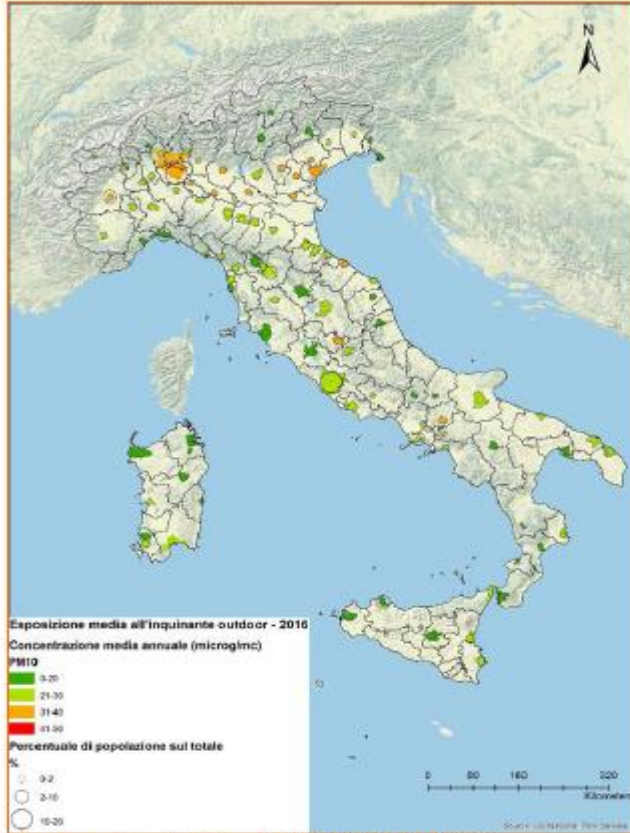 N
Esposizione media all'inquinante outdoor - 2016
Concentrazione media annuale (microg/mc)
PM10
0-20
21-30
31-40
41-50
Percentuale di popolazione sul totale
%
0-2
2-10
10-20
0 80 160 320
Kilometers